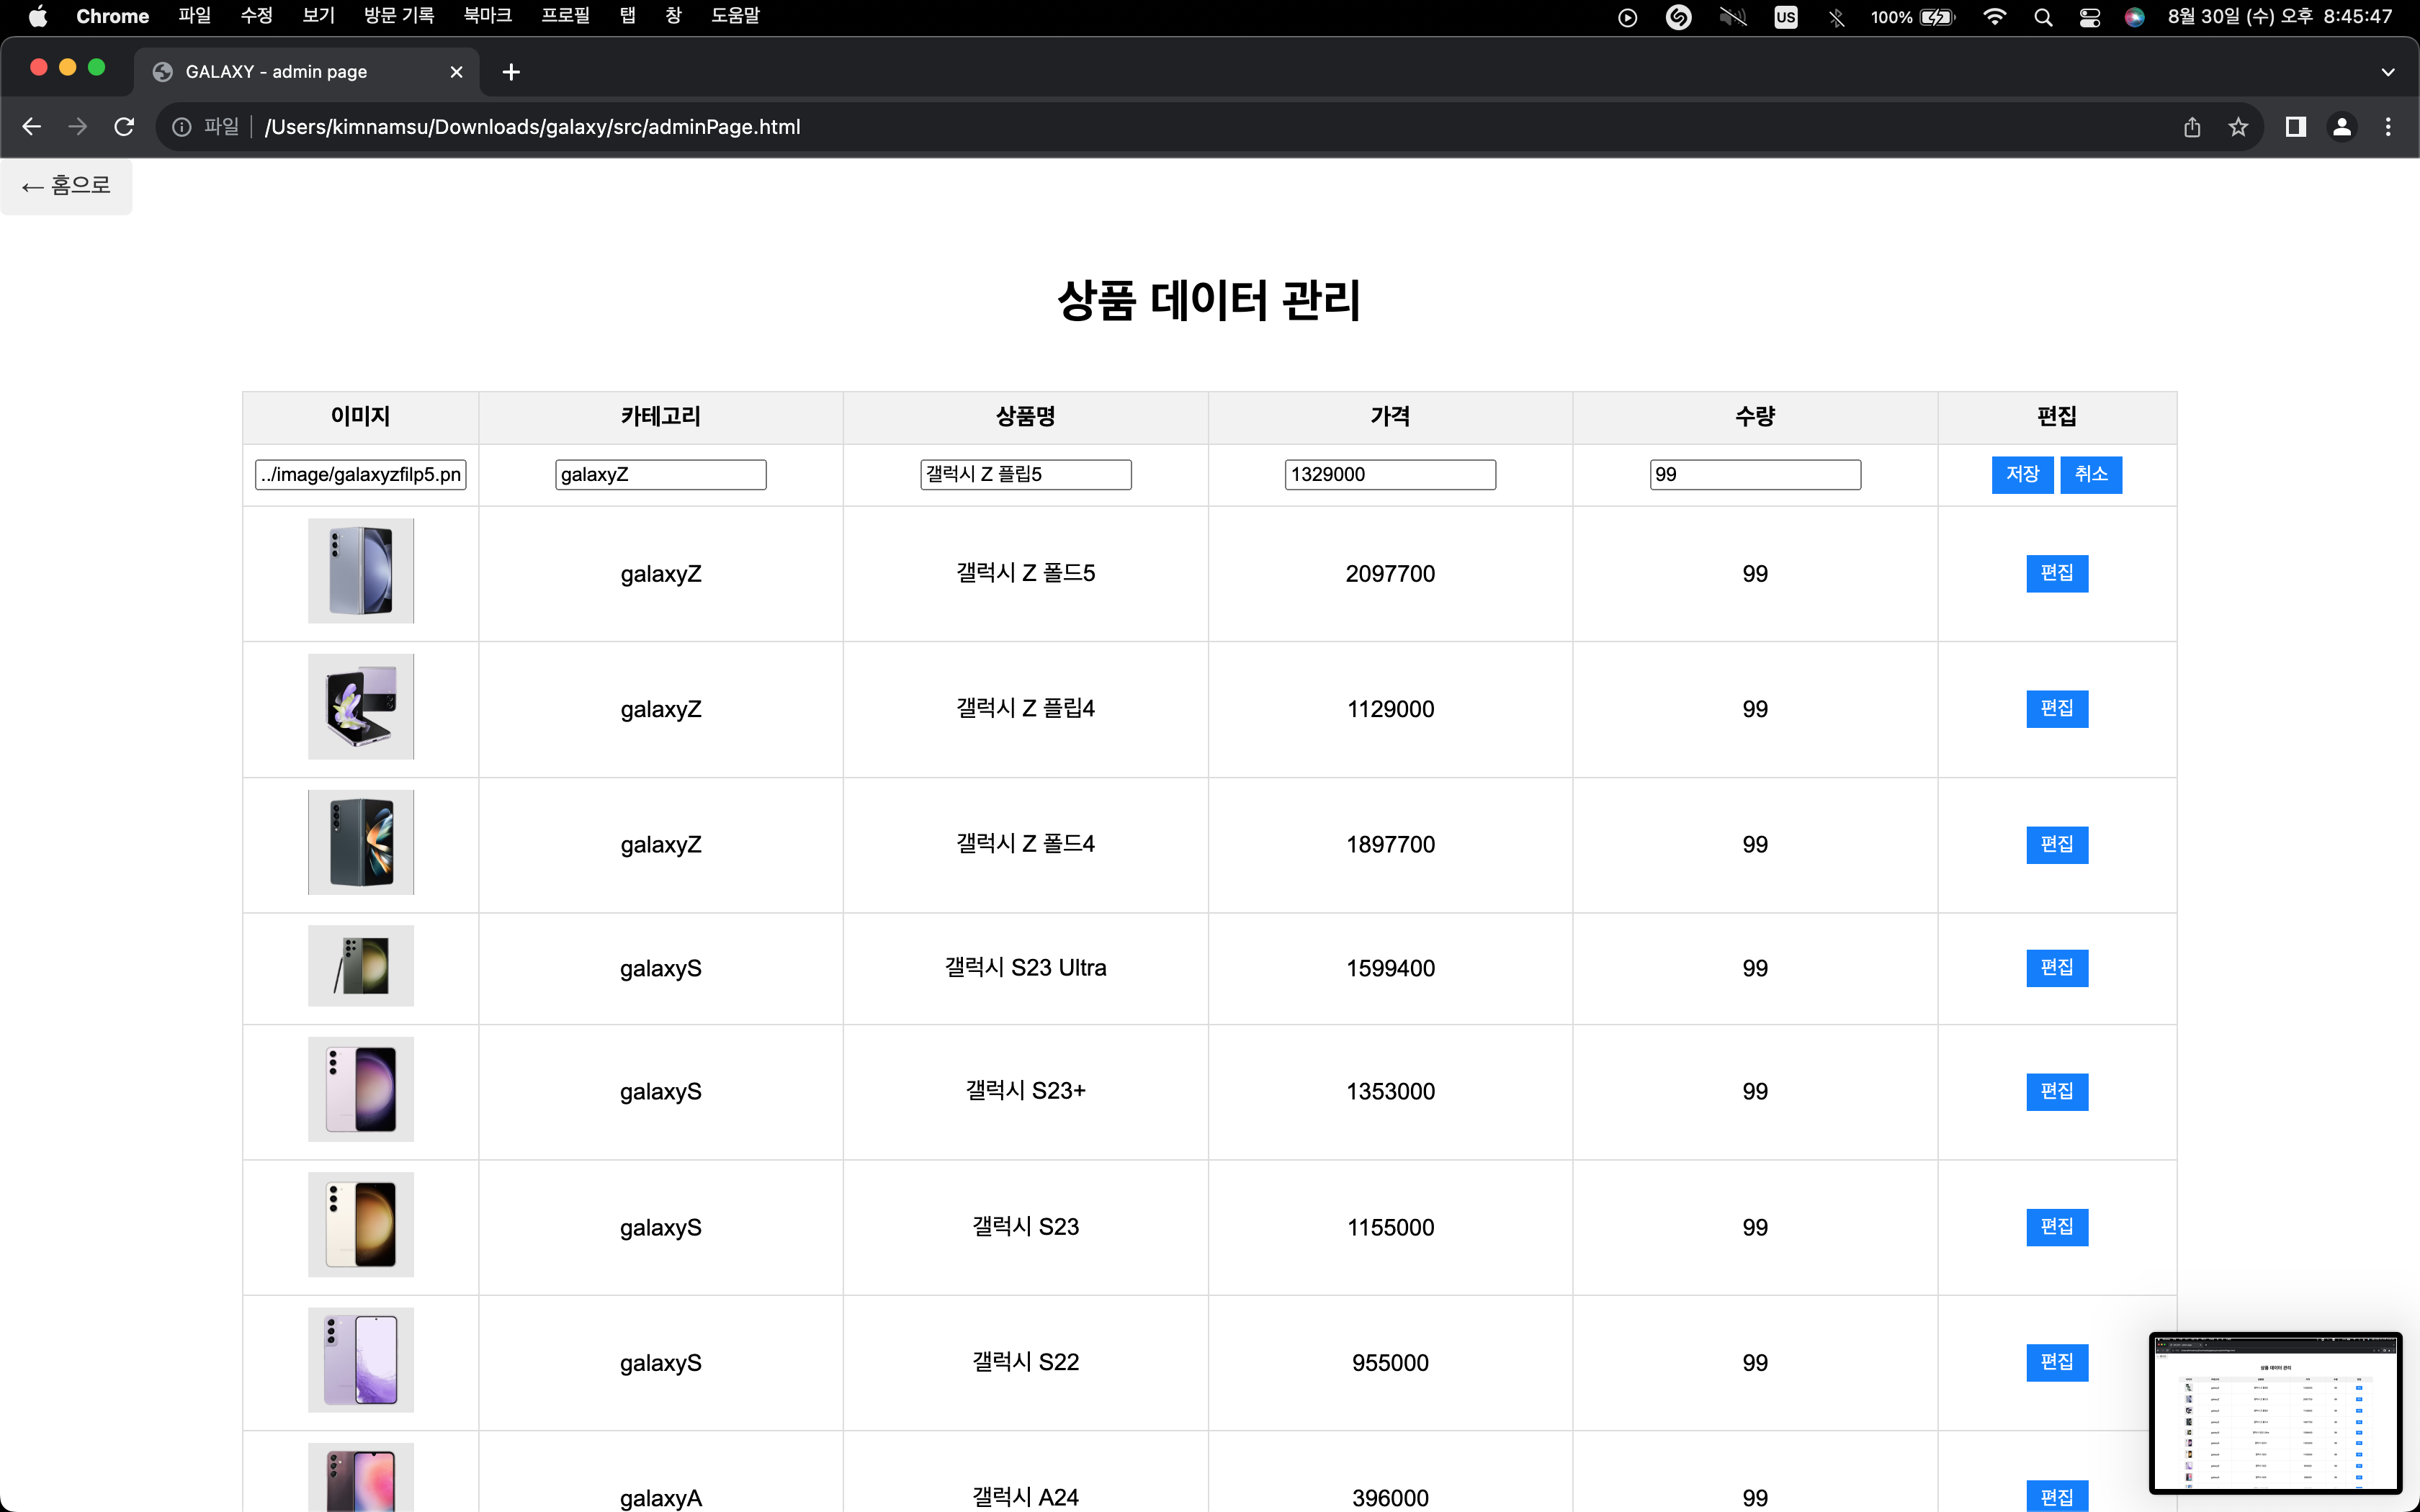 Chrome 파일 수정 보기 방문 기록 북마크 프로필 탭 창 도움말 US 100% 8월 30일 (수) 오후 8:45:47
GALAXY - admin page
파일 /Users/kimnamsu/Downloads/galaxy/src/adminPage.html
← 홈으로
상품 데이터 관리
이미지 카테고리 상품명 가격 수량 편집
../image/galaxyzfilp5.pn galaxyZ 갤럭시 Z 플립5 1329000 99 저장 취소
galaxyZ 갤럭시 Z 폴드5 2097700 99 편집
galaxyZ 갤럭시 Z 플립4 1129000 99 편집
galaxyZ 갤럭시 Z 폴드4 1897700 99 편집
galaxyS 갤럭시 S23 Ultra 1599400 99 편집
galaxyS 갤럭시 S23+ 1353000 99 편집
galaxyS 갤럭시 S23 1155000 99 편집
galaxyS 갤럭시 S22 955000 99 편집
galaxyA 갤럭시 A24 396000 99 편집
상품 데이터 관리